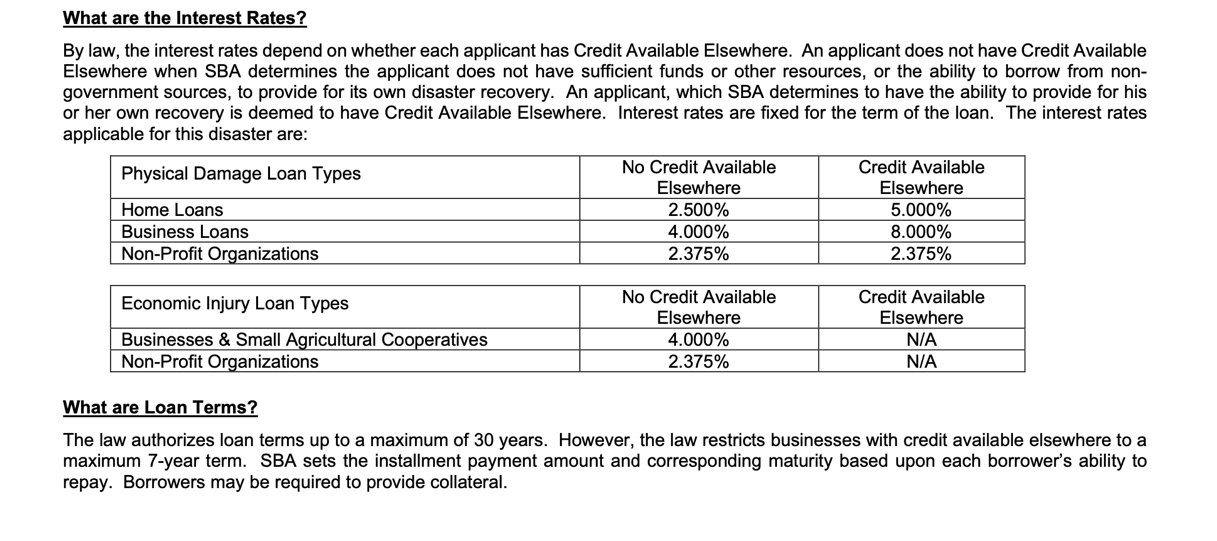 What are the Interest Rates?
By law, the interest rates depend on whether each applicant has Credit Available Elsewhere. An applicant does not have Credit Available
Elsewhere when SBA determines the applicant does not have sufficient funds or other resources, or the ability to borrow from non-
government sources, to provide for its own disaster recovery. An applicant, which SBA determines to have the ability to provide for his
or her own recovery is deemed to have Credit Available Elsewhere. Interest rates are fixed for the term of the loan. The interest rates
applicable for this disaster are:
Physical Damage Loan Types No Credit Available Elsewhere Credit Available Elsewhere
Home Loans 2.500% 5.000%
Business Loans 4.000% 8.000%
Non-Profit Organizations 2.375% 2.375%
Economic Injury Loan Types No Credit Available Elsewhere Credit Available Elsewhere
Businesses & Small Agricultural Cooperatives 4.000% N/A
Non-Profit Organizations 2.375% N/A
What are Loan Terms?
The law authorizes loan terms up to a maximum of 30 years. However, the law restricts businesses with credit available elsewhere to a
maximum 7-year term. SBA sets the installment payment amount and corresponding maturity based upon each borrower's ability to
repay. Borrowers may be required to provide collateral.